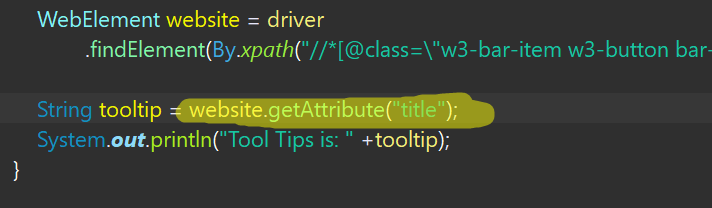 WebElement website = driver
.findElement(By.xpath("//*[@class=\"w3-bar-item w3-button bar-
String tooltip = website.getAttribute("title");
System.out.println("Tool Tips is: " +tooltip);
}